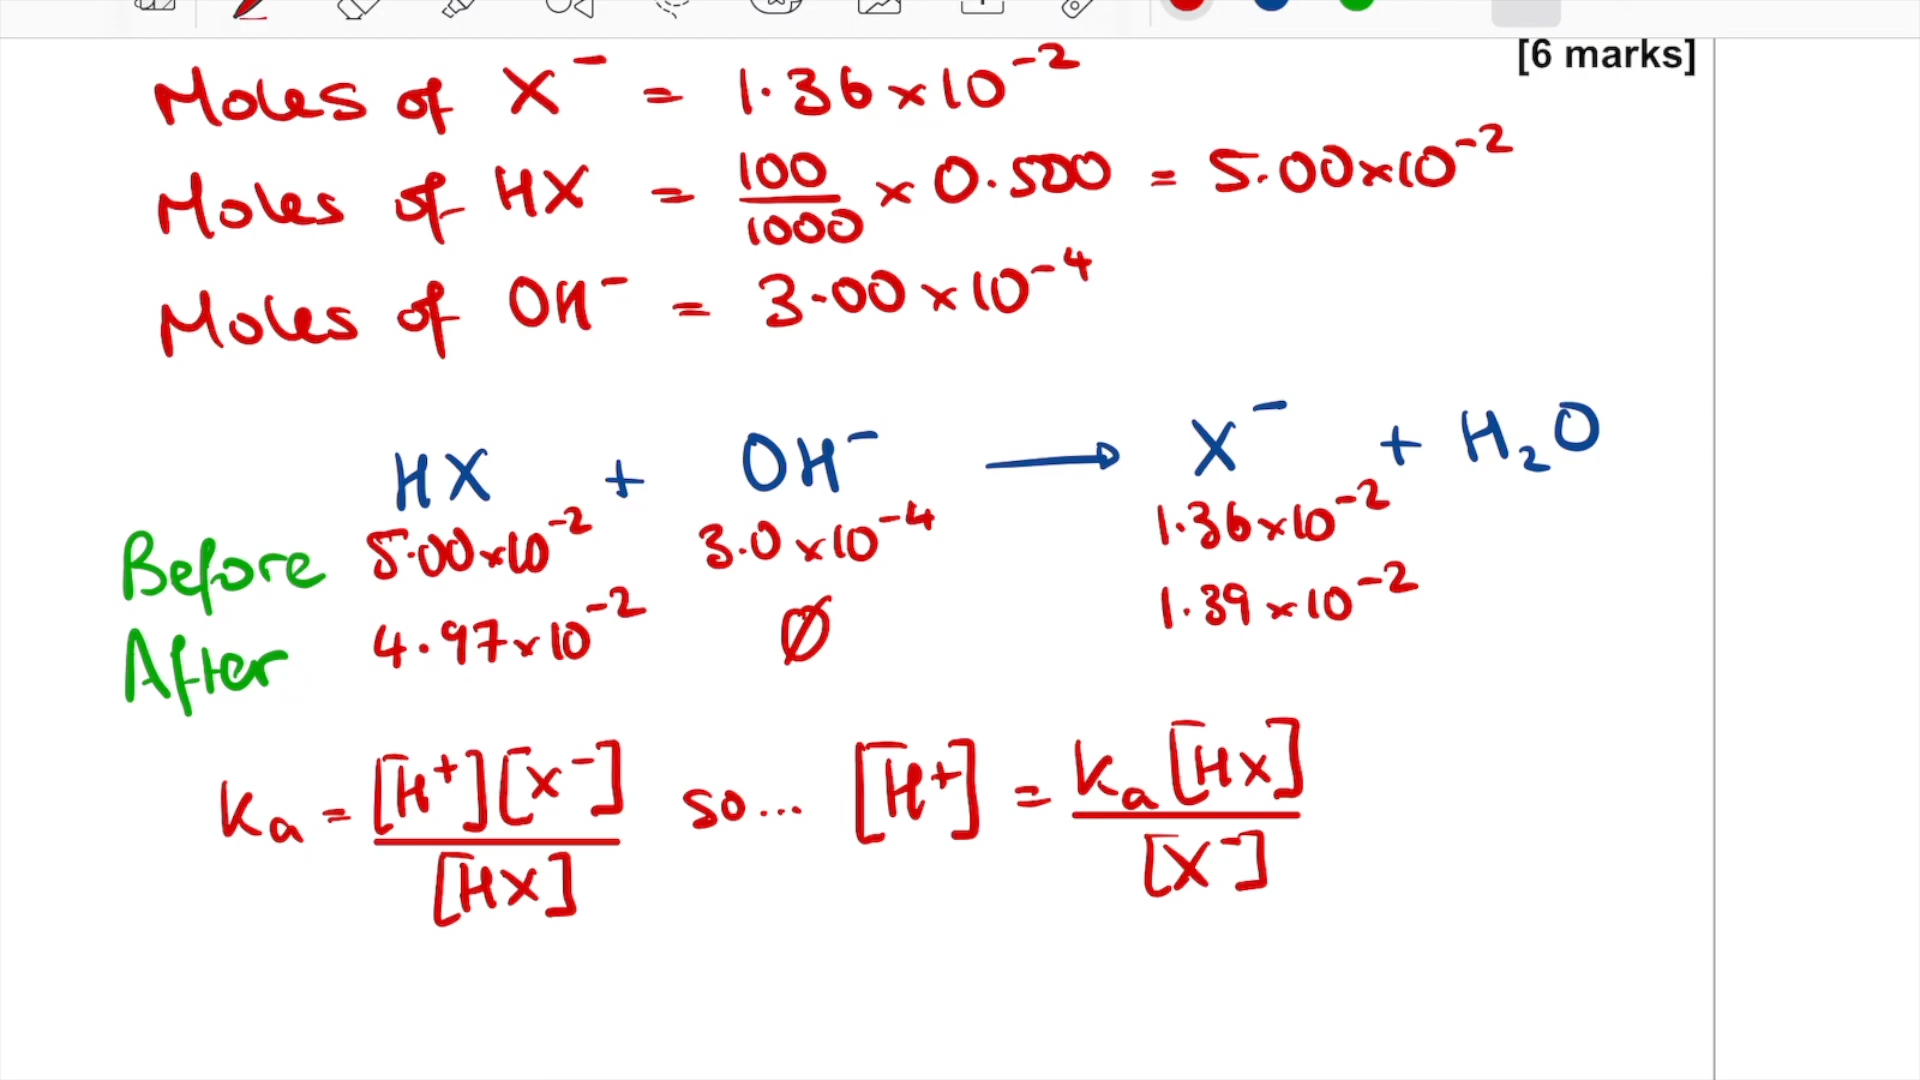 [6 marks]
Moles of X⁻ = 1.36×10⁻²
Moles of HX = 100/1000 × 0.500 = 5.00×10⁻²
Moles of OH⁻ = 3.00×10⁻⁴
HX + OH⁻ → X⁻ + H₂O
Before 5.00×10⁻² 3.0×10⁻⁴ 1.36×10⁻²
After 4.97×10⁻² Ø 1.39×10⁻²
Ka = [H⁺][X⁻]/[HX] so... [H⁺] = Ka[HX]/[X⁻]